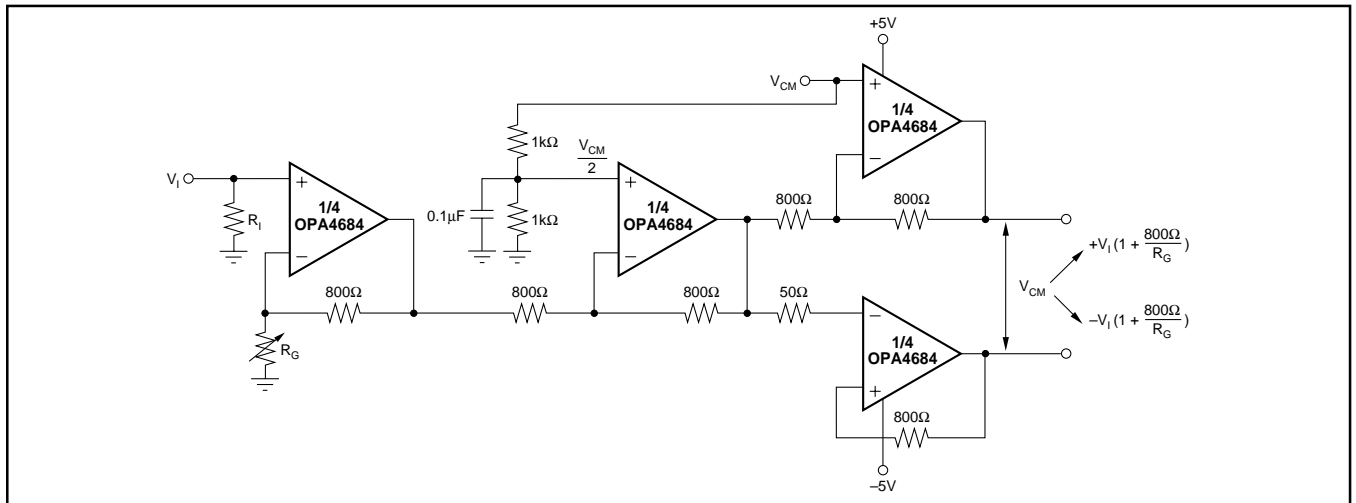 +5V
V_CM
+
1/4
OPA4684
−
1kΩ
V_CM/2
V_I
+
1/4
OPA4684
−
R_I
0.1µF
1kΩ
+
1/4
OPA4684
−
800Ω
800Ω
+V_I (1 + 800Ω/R_G)
V_CM
−V_I (1 + 800Ω/R_G)
800Ω
800Ω
800Ω
50Ω
−
1/4
OPA4684
+
R_G
800Ω
−5V